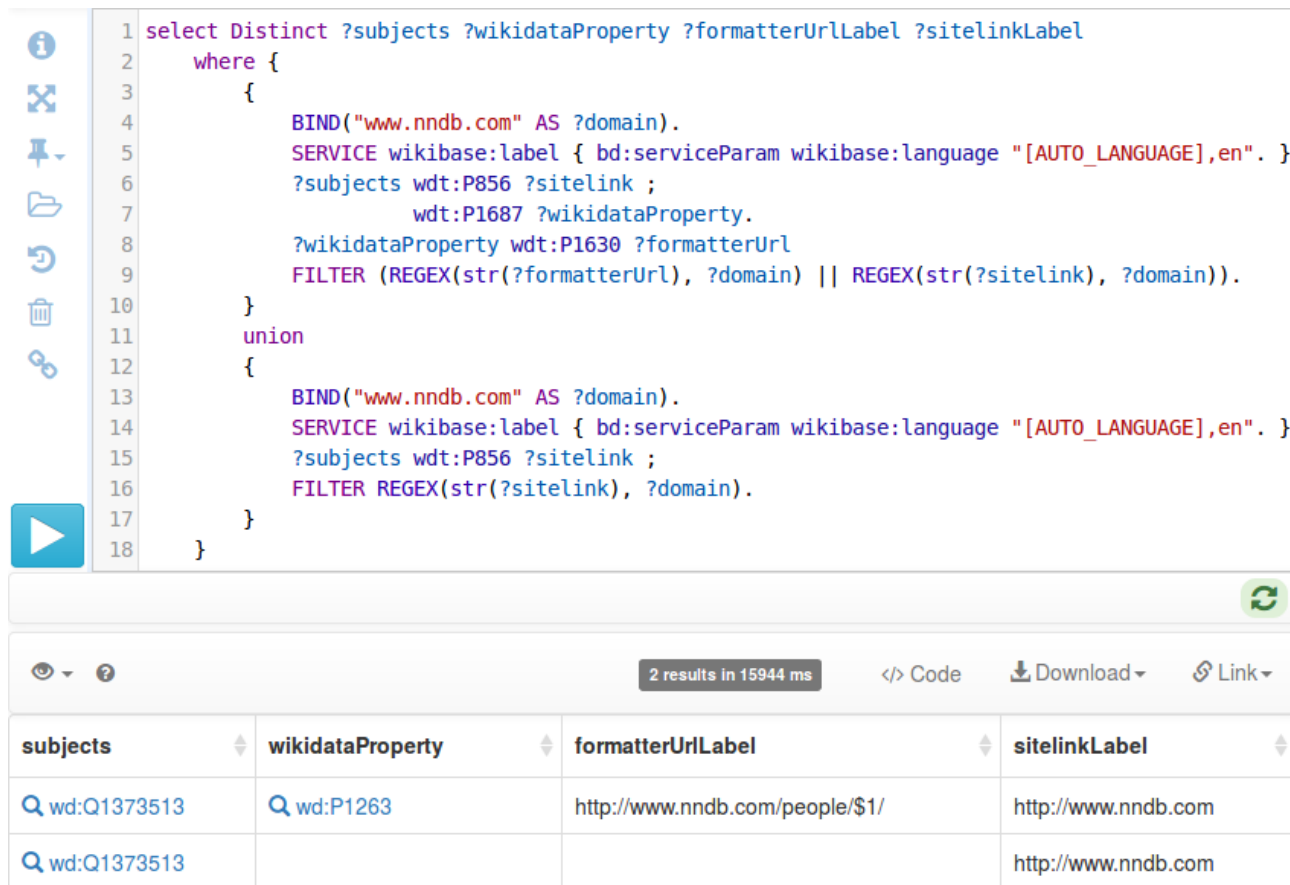 1 select Distinct ?subjects ?wikidataProperty ?formatterUrlLabel ?sitelinkLabel
2 where {
3 {
4 BIND("www.nndb.com" AS ?domain).
5 SERVICE wikibase:label { bd:serviceParam wikibase:language "[AUTO_LANGUAGE],en". }
6 ?subjects wdt:P856 ?sitelink ;
7 wdt:P1687 ?wikidataProperty.
8 ?wikidataProperty wdt:P1630 ?formatterUrl
9 FILTER (REGEX(str(?formatterUrl), ?domain) || REGEX(str(?sitelink), ?domain)).
10 }
11 union
12 {
13 BIND("www.nndb.com" AS ?domain).
14 SERVICE wikibase:label { bd:serviceParam wikibase:language "[AUTO_LANGUAGE],en". }
15 ?subjects wdt:P856 ?sitelink ;
16 FILTER REGEX(str(?sitelink), ?domain).
17 }
18 }
2 results in 15944 ms </> Code Download Link
subjects wikidataProperty formatterUrlLabel sitelinkLabel
wd:Q1373513 wd:P1263 http://www.nndb.com/people/$1/ http://www.nndb.com
wd:Q1373513 http://www.nndb.com